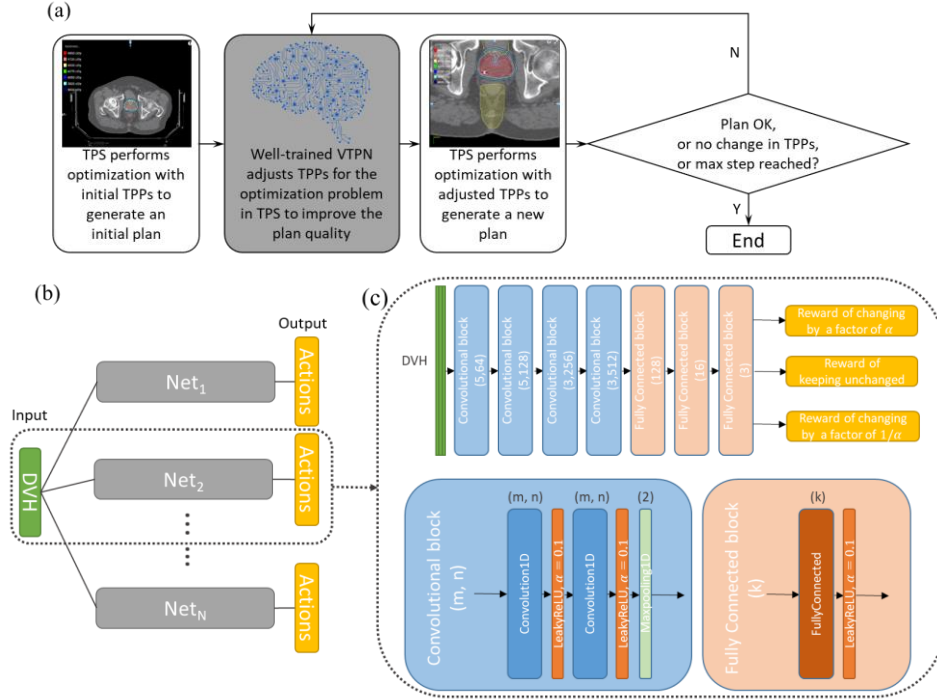 (a)
TPS performs
optimization with
initial TPPs to
generate an
initial plan
Well-trained VTPN
adjusts TPPs for the
optimization problem
in TPS to improve the
plan quality
TPS performs
optimization with
adjusted TPPs to
generate a new
plan
N
Plan OK,
or no change in TPPs,
or max step reached?
Y
End
(b)
Input
DVH
Net₁
Net₂
Net_N
Output
Actions
Actions
Actions
(c)
DVH
Convolutional block
(5,64)
Convolutional block
(5,128)
Convolutional block
(3,256)
Convolutional block
(3,512)
Fully Connected block
(128)
Fully Connected block
(16)
Fully Connected block
(3)
Reward of changing
by a factor of α
Reward of
keeping unchanged
Reward of changing
by a factor of 1/α
Convolutional block
(m, n)
(m, n)
Convolution1D
LeakyReLU, α = 0.1
(m, n)
Convolution1D
LeakyReLU, α = 0.1
(2)
Maxpooling1D
Fully Connected block
(k)
(k)
FullyConnected
LeakyReLU, α = 0.1